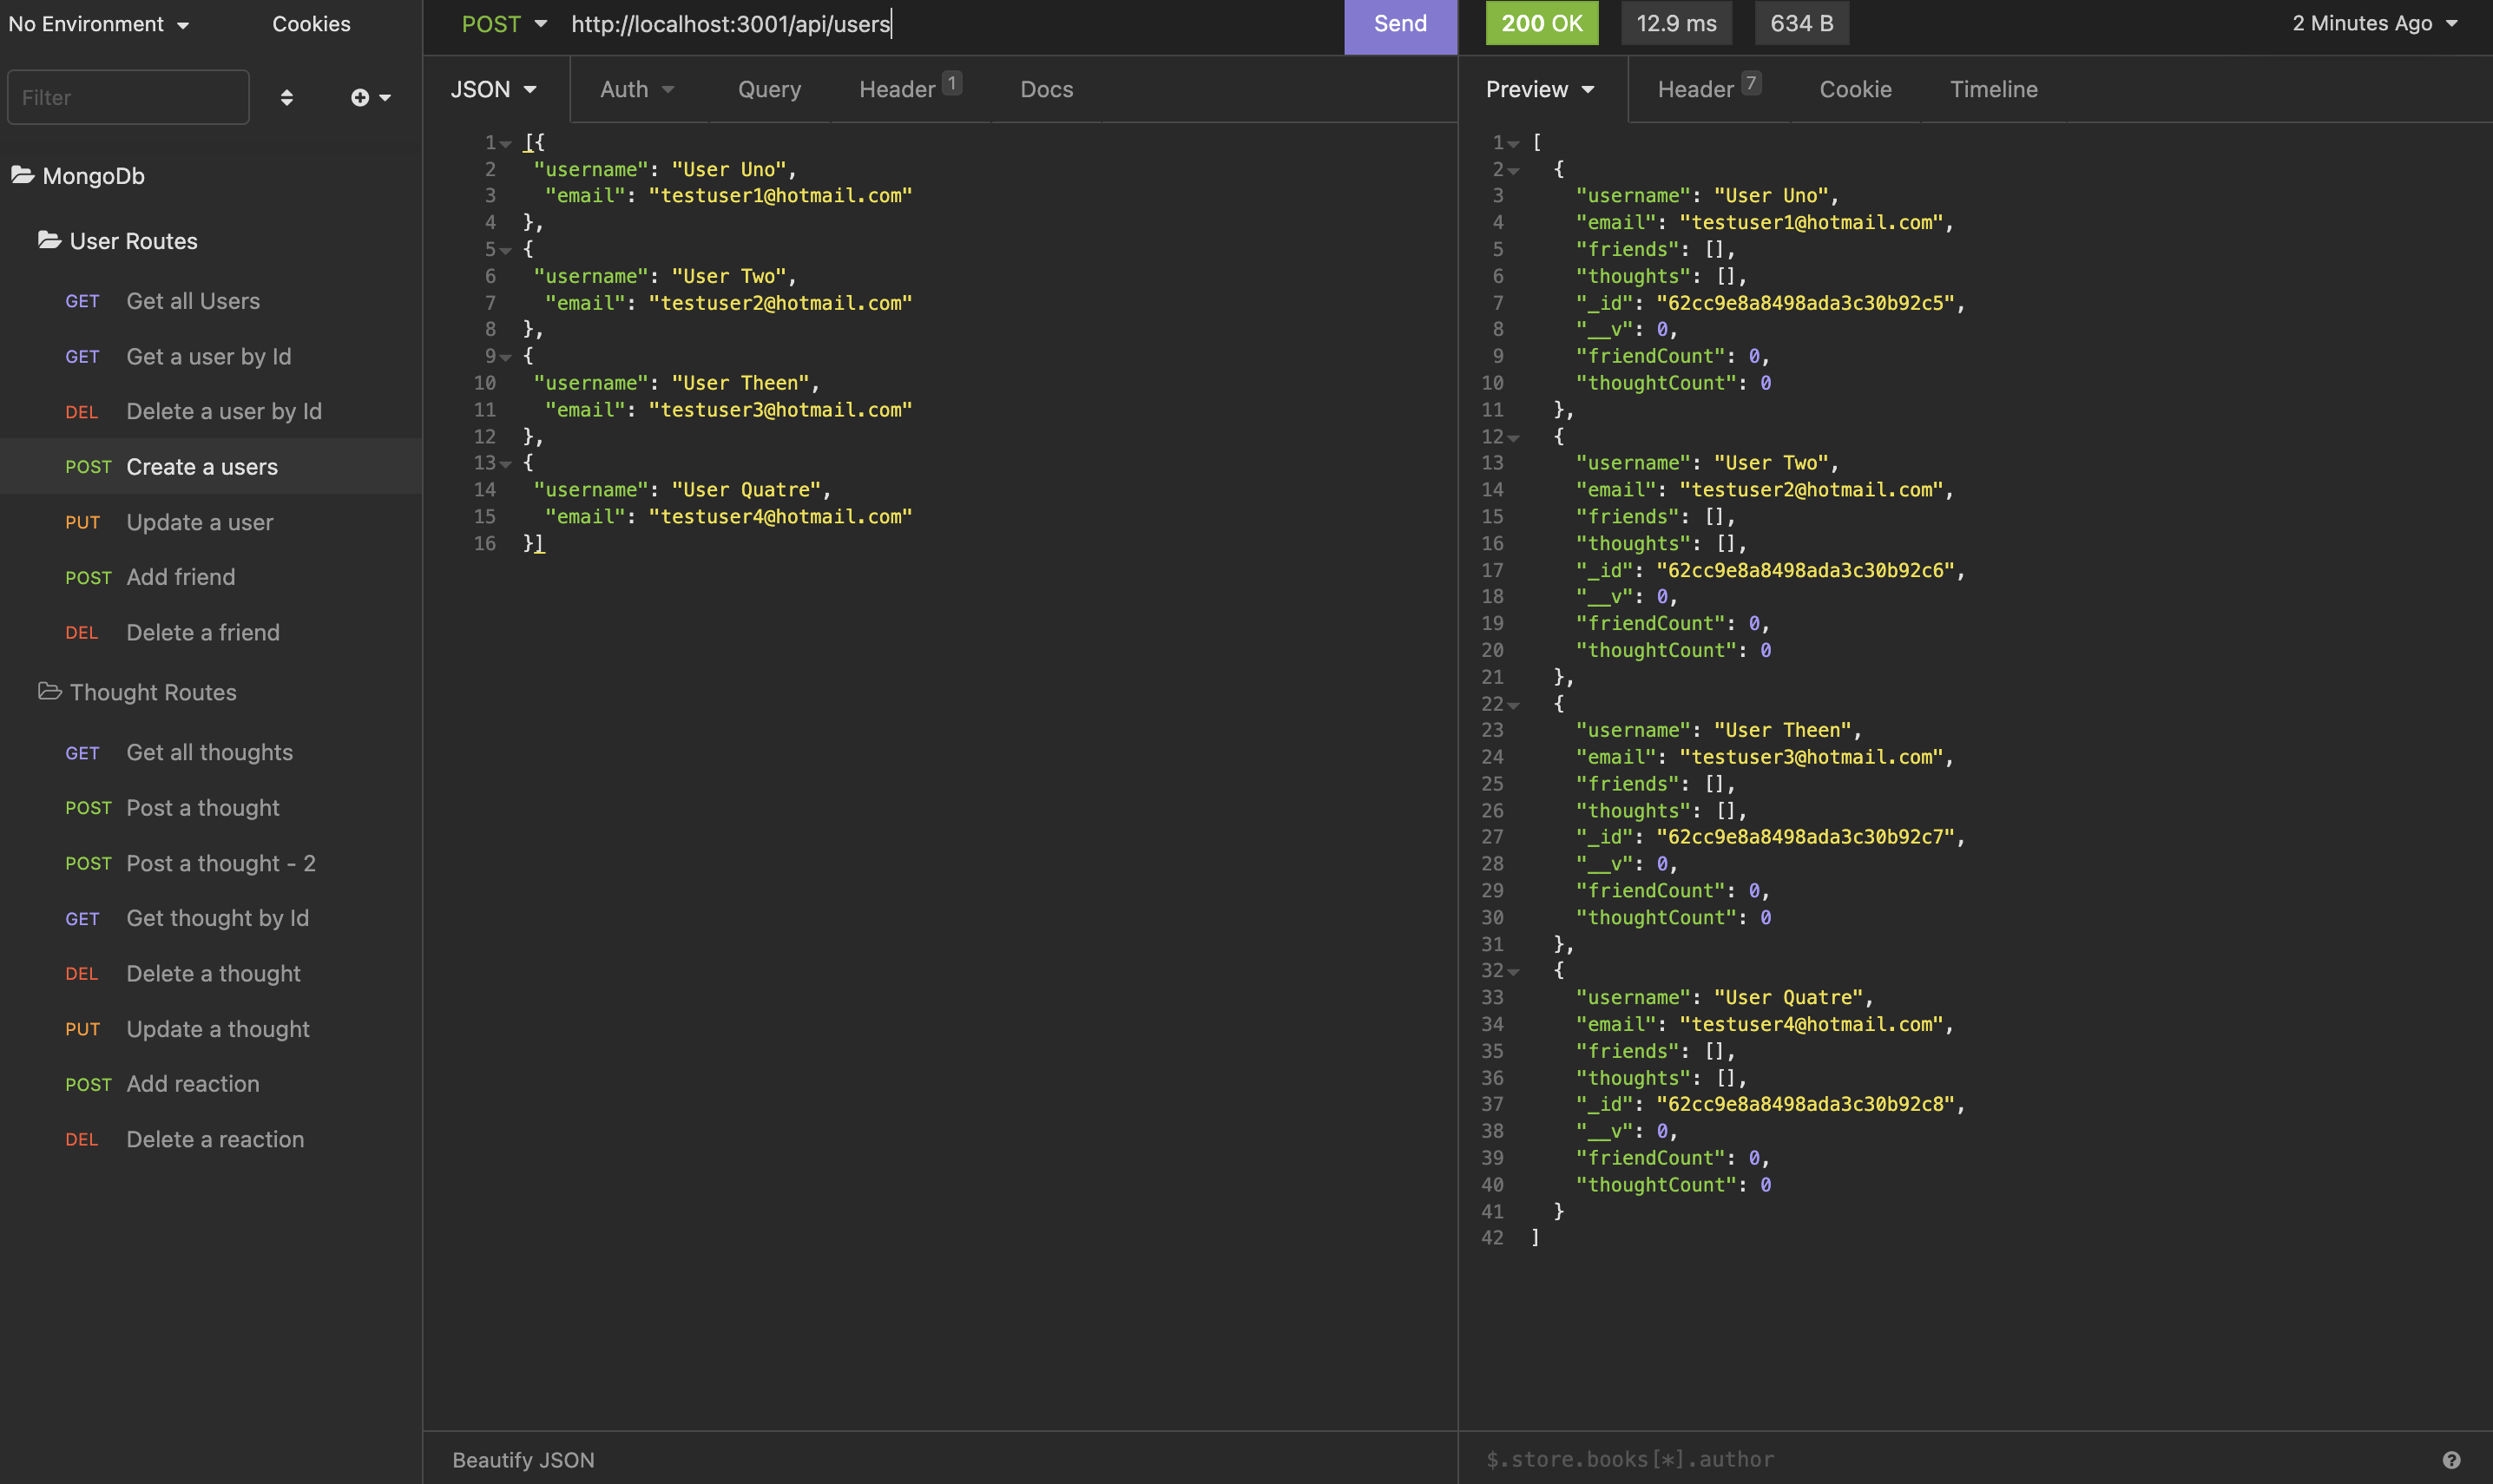 No Environment
Cookies
Filter
MongoDb
User Routes
GET Get all Users
GET Get a user by Id
DEL Delete a user by Id
POST Create a users
PUT Update a user
POST Add friend
DEL Delete a friend
Thought Routes
GET Get all thoughts
POST Post a thought
POST Post a thought - 2
GET Get thought by Id
DEL Delete a thought
PUT Update a thought
POST Add reaction
DEL Delete a reaction
POST http://localhost:3001/api/users Send
JSON Auth Query Header 1 Docs
1 [{
2 "username": "User Uno",
3 "email": "testuser1@hotmail.com"
4 },
5 {
6 "username": "User Two",
7 "email": "testuser2@hotmail.com"
8 },
9 {
10 "username": "User Theen",
11 "email": "testuser3@hotmail.com"
12 },
13 {
14 "username": "User Quatre",
15 "email": "testuser4@hotmail.com"
16 }]
Beautify JSON
200 OK 12.9 ms 634 B 2 Minutes Ago
Preview Header 7 Cookie Timeline
1 [
2 {
3 "username": "User Uno",
4 "email": "testuser1@hotmail.com",
5 "friends": [],
6 "thoughts": [],
7 "_id": "62cc9e8a8498ada3c30b92c5",
8 "__v": 0,
9 "friendCount": 0,
10 "thoughtCount": 0
11 },
12 {
13 "username": "User Two",
14 "email": "testuser2@hotmail.com",
15 "friends": [],
16 "thoughts": [],
17 "_id": "62cc9e8a8498ada3c30b92c6",
18 "__v": 0,
19 "friendCount": 0,
20 "thoughtCount": 0
21 },
22 {
23 "username": "User Theen",
24 "email": "testuser3@hotmail.com",
25 "friends": [],
26 "thoughts": [],
27 "_id": "62cc9e8a8498ada3c30b92c7",
28 "__v": 0,
29 "friendCount": 0,
30 "thoughtCount": 0
31 },
32 {
33 "username": "User Quatre",
34 "email": "testuser4@hotmail.com",
35 "friends": [],
36 "thoughts": [],
37 "_id": "62cc9e8a8498ada3c30b92c8",
38 "__v": 0,
39 "friendCount": 0,
40 "thoughtCount": 0
41 }
42 ]
$.store.books[*].author
?